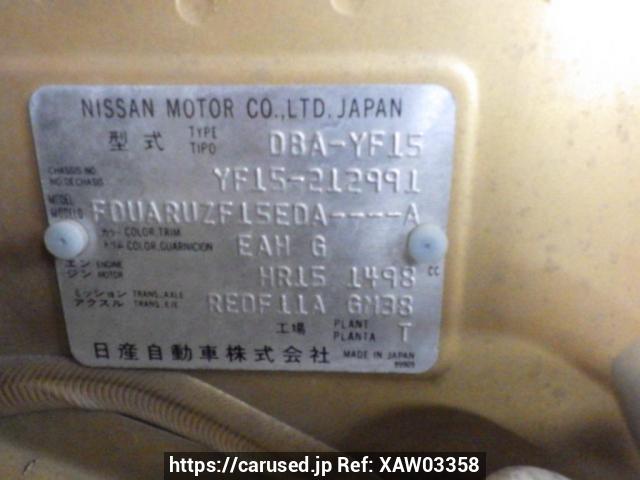 NISSAN MOTOR CO.,LTD. JAPAN
型式 TYPE TIPO DBA-YF15
CHASSIS NO NO DE CHASIS YF15-212991
MODEL MODELO FDUARUZF15EDA----A
カラー COLOR,TRIM トリム COLOR,GUARNICION EAH G
エンジン ENGINE MOTOR HR15 1498 CC
ミッション TRANS.,AXLE アクスル TRANS.,EJE RE0F11A GM38
工場 PLANT PLANTA T
日産自動車株式会社 MADE IN JAPAN
https://carused.jp Ref: XAW03358